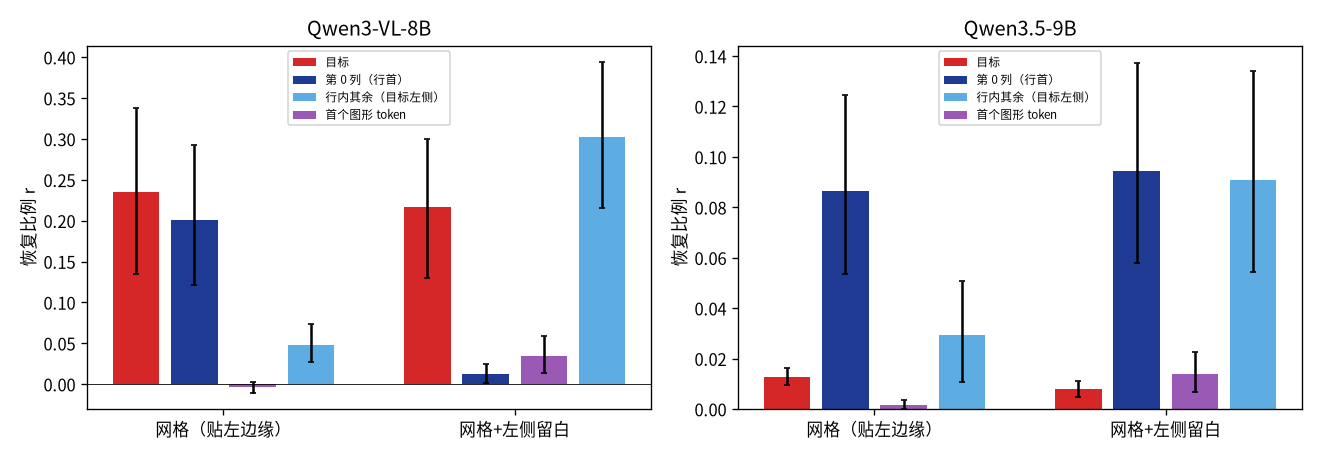 Qwen3-VL-8B
恢复比例 r
0.40
0.35
0.30
0.25
0.20
0.15
0.10
0.05
0.00
目标
第 0 列（行首）
行内其余（目标左侧）
首个图形 token
网格（贴左边缘）
网格+左侧留白
Qwen3.5-9B
恢复比例 r
0.14
0.12
0.10
0.08
0.06
0.04
0.02
0.00
目标
第 0 列（行首）
行内其余（目标左侧）
首个图形 token
网格（贴左边缘）
网格+左侧留白